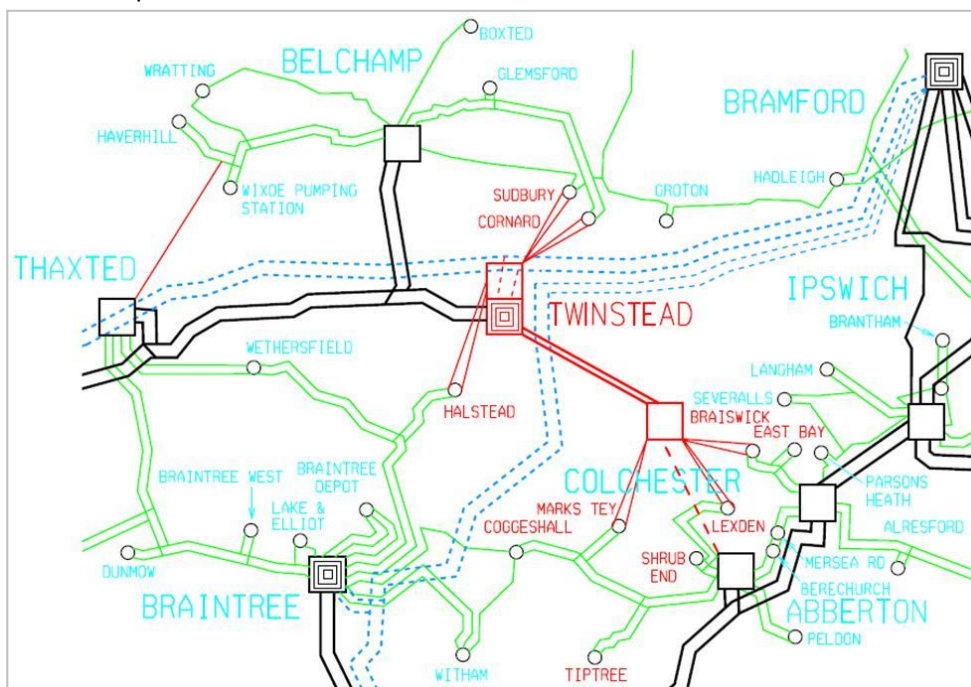 BOXTED
BELCHAMP
WRATTING
GLEMSFORD
BRAMFORD
HAVERHILL
WIXOE PUMPING
STATION
SUDBURY
CORNARD
GROTON
HADLEIGH
THAXTED
TWINSTEAD
IPSWICH
BRANTHAM
WETHERSFIELD
LANGHAM
HALSTEAD
SEVERALLS
BRAISWICK
EAST BAY
BRAINTREE WEST
BRAINTREE
DEPOT
LAKE &
ELLIOT
COLCHESTER
PARSONS
HEATH
MARKS TEY
COGGESHALL
LEXDEN
ALRESFORD
DUNMOW
SHRUB
END
MERSEA RD
BERECHURCH
BRAINTREE
ABBERTON
PELDON
WITHAM
TIPTREE